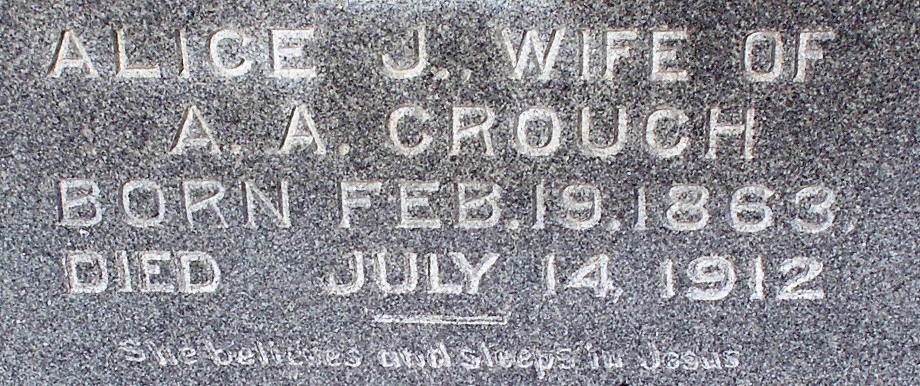 ALICE J., WIFE OF
A. A. CROUCH
BORN FEB. 19. 1863,
DIED JULY 14, 1912
She believes and sleeps in Jesus